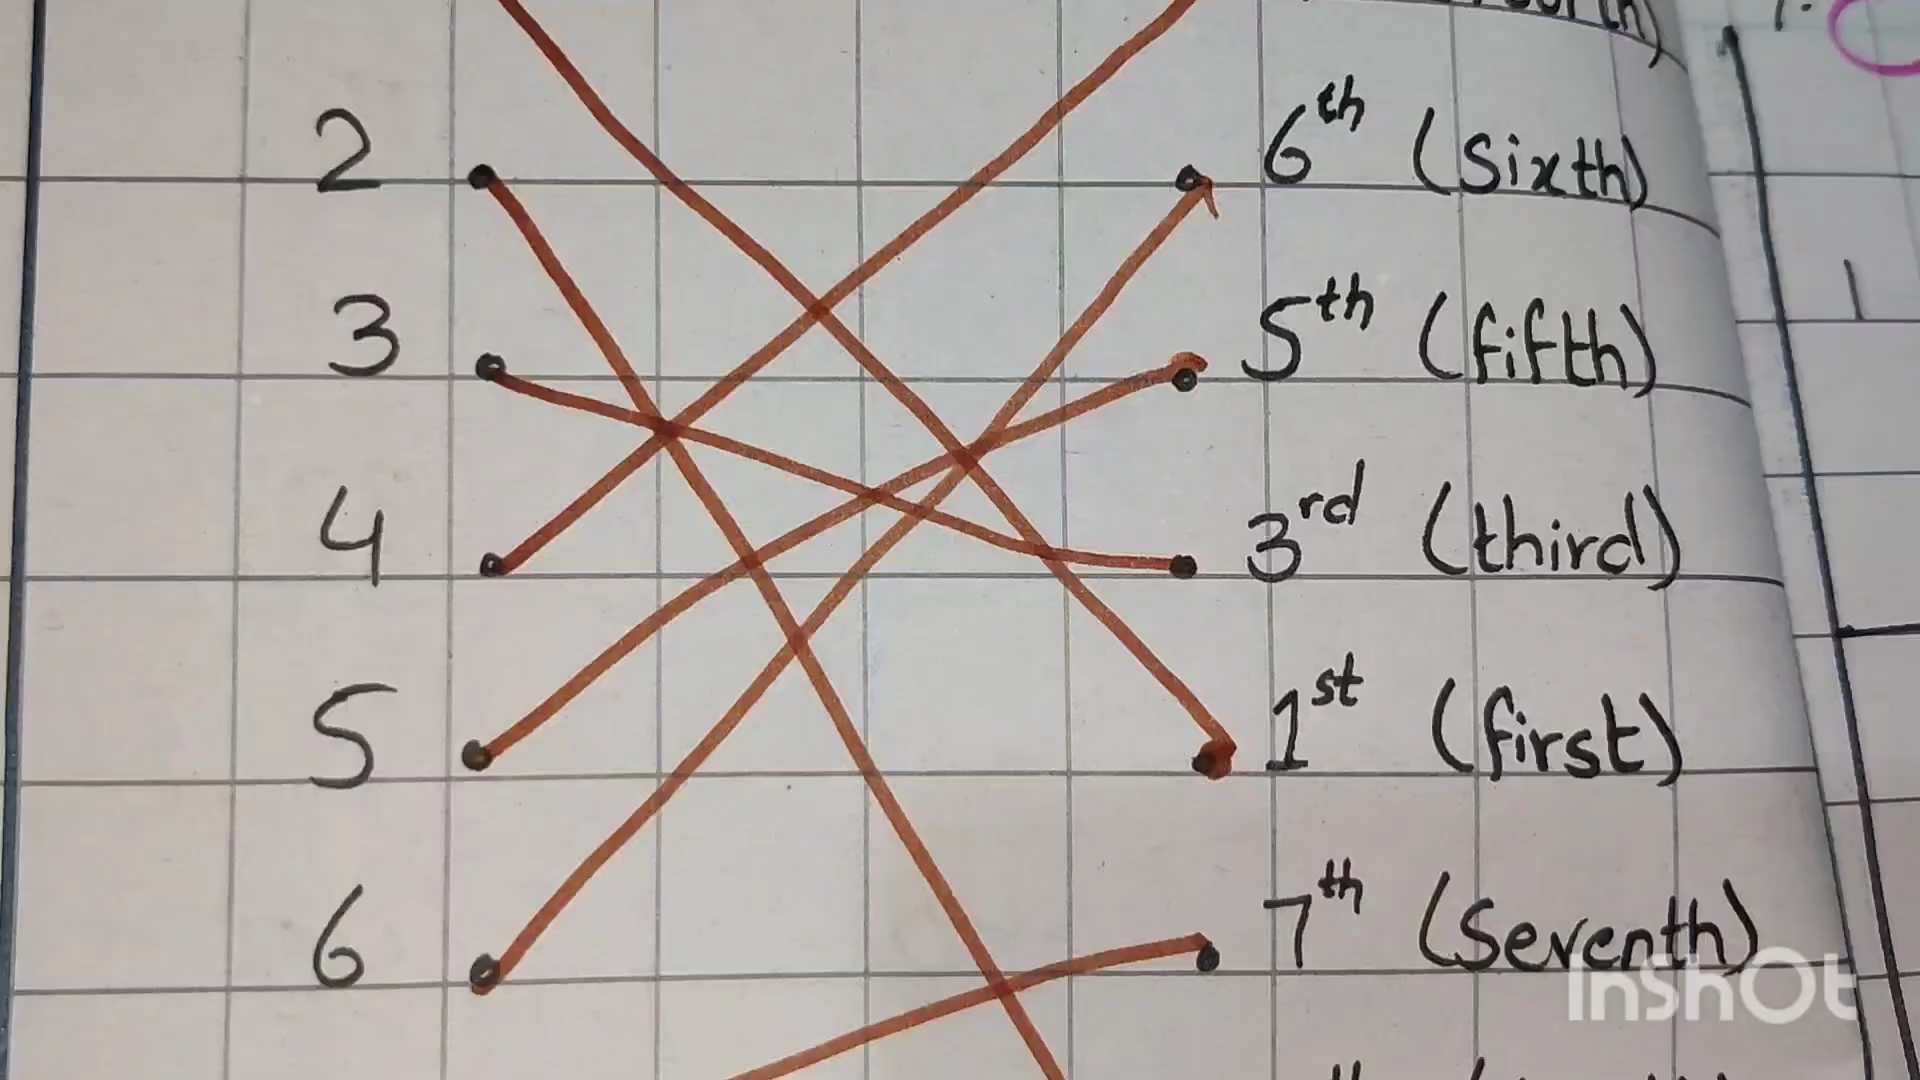 2 6th (sixth)
3 5th (fifth)
4 3rd (third)
5 1st (first)
6 7th (seventh)
InShOt